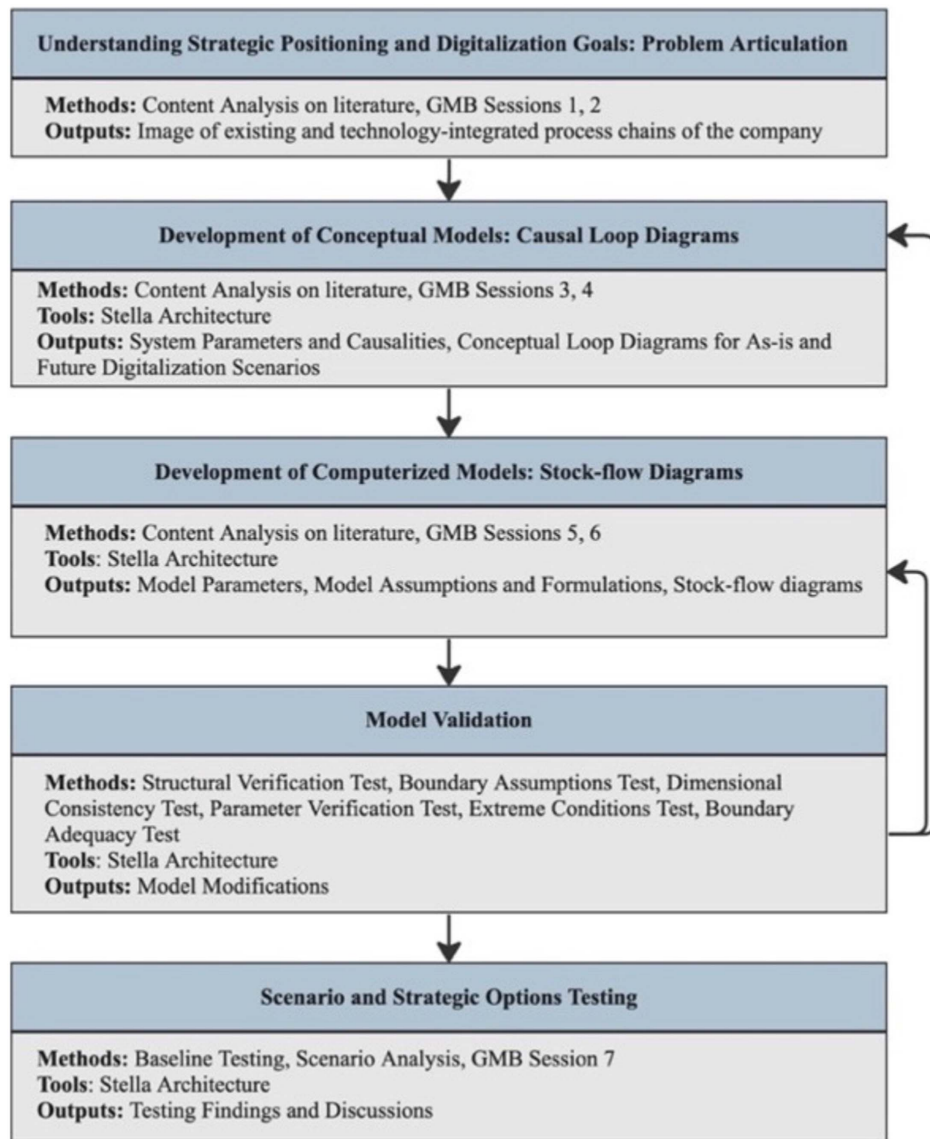 Understanding Strategic Positioning and Digitalization Goals: Problem Articulation
Methods: Content Analysis on literature, GMB Sessions 1, 2
Outputs: Image of existing and technology-integrated process chains of the company
Development of Conceptual Models: Causal Loop Diagrams
Methods: Content Analysis on literature, GMB Sessions 3, 4
Tools: Stella Architecture
Outputs: System Parameters and Causalities, Conceptual Loop Diagrams for As-is and
Future Digitalization Scenarios
Development of Computerized Models: Stock-flow Diagrams
Methods: Content Analysis on literature, GMB Sessions 5, 6
Tools: Stella Architecture
Outputs: Model Parameters, Model Assumptions and Formulations, Stock-flow diagrams
Model Validation
Methods: Structural Verification Test, Boundary Assumptions Test, Dimensional
Consistency Test, Parameter Verification Test, Extreme Conditions Test, Boundary
Adequacy Test
Tools: Stella Architecture
Outputs: Model Modifications
Scenario and Strategic Options Testing
Methods: Baseline Testing, Scenario Analysis, GMB Session 7
Tools: Stella Architecture
Outputs: Testing Findings and Discussions